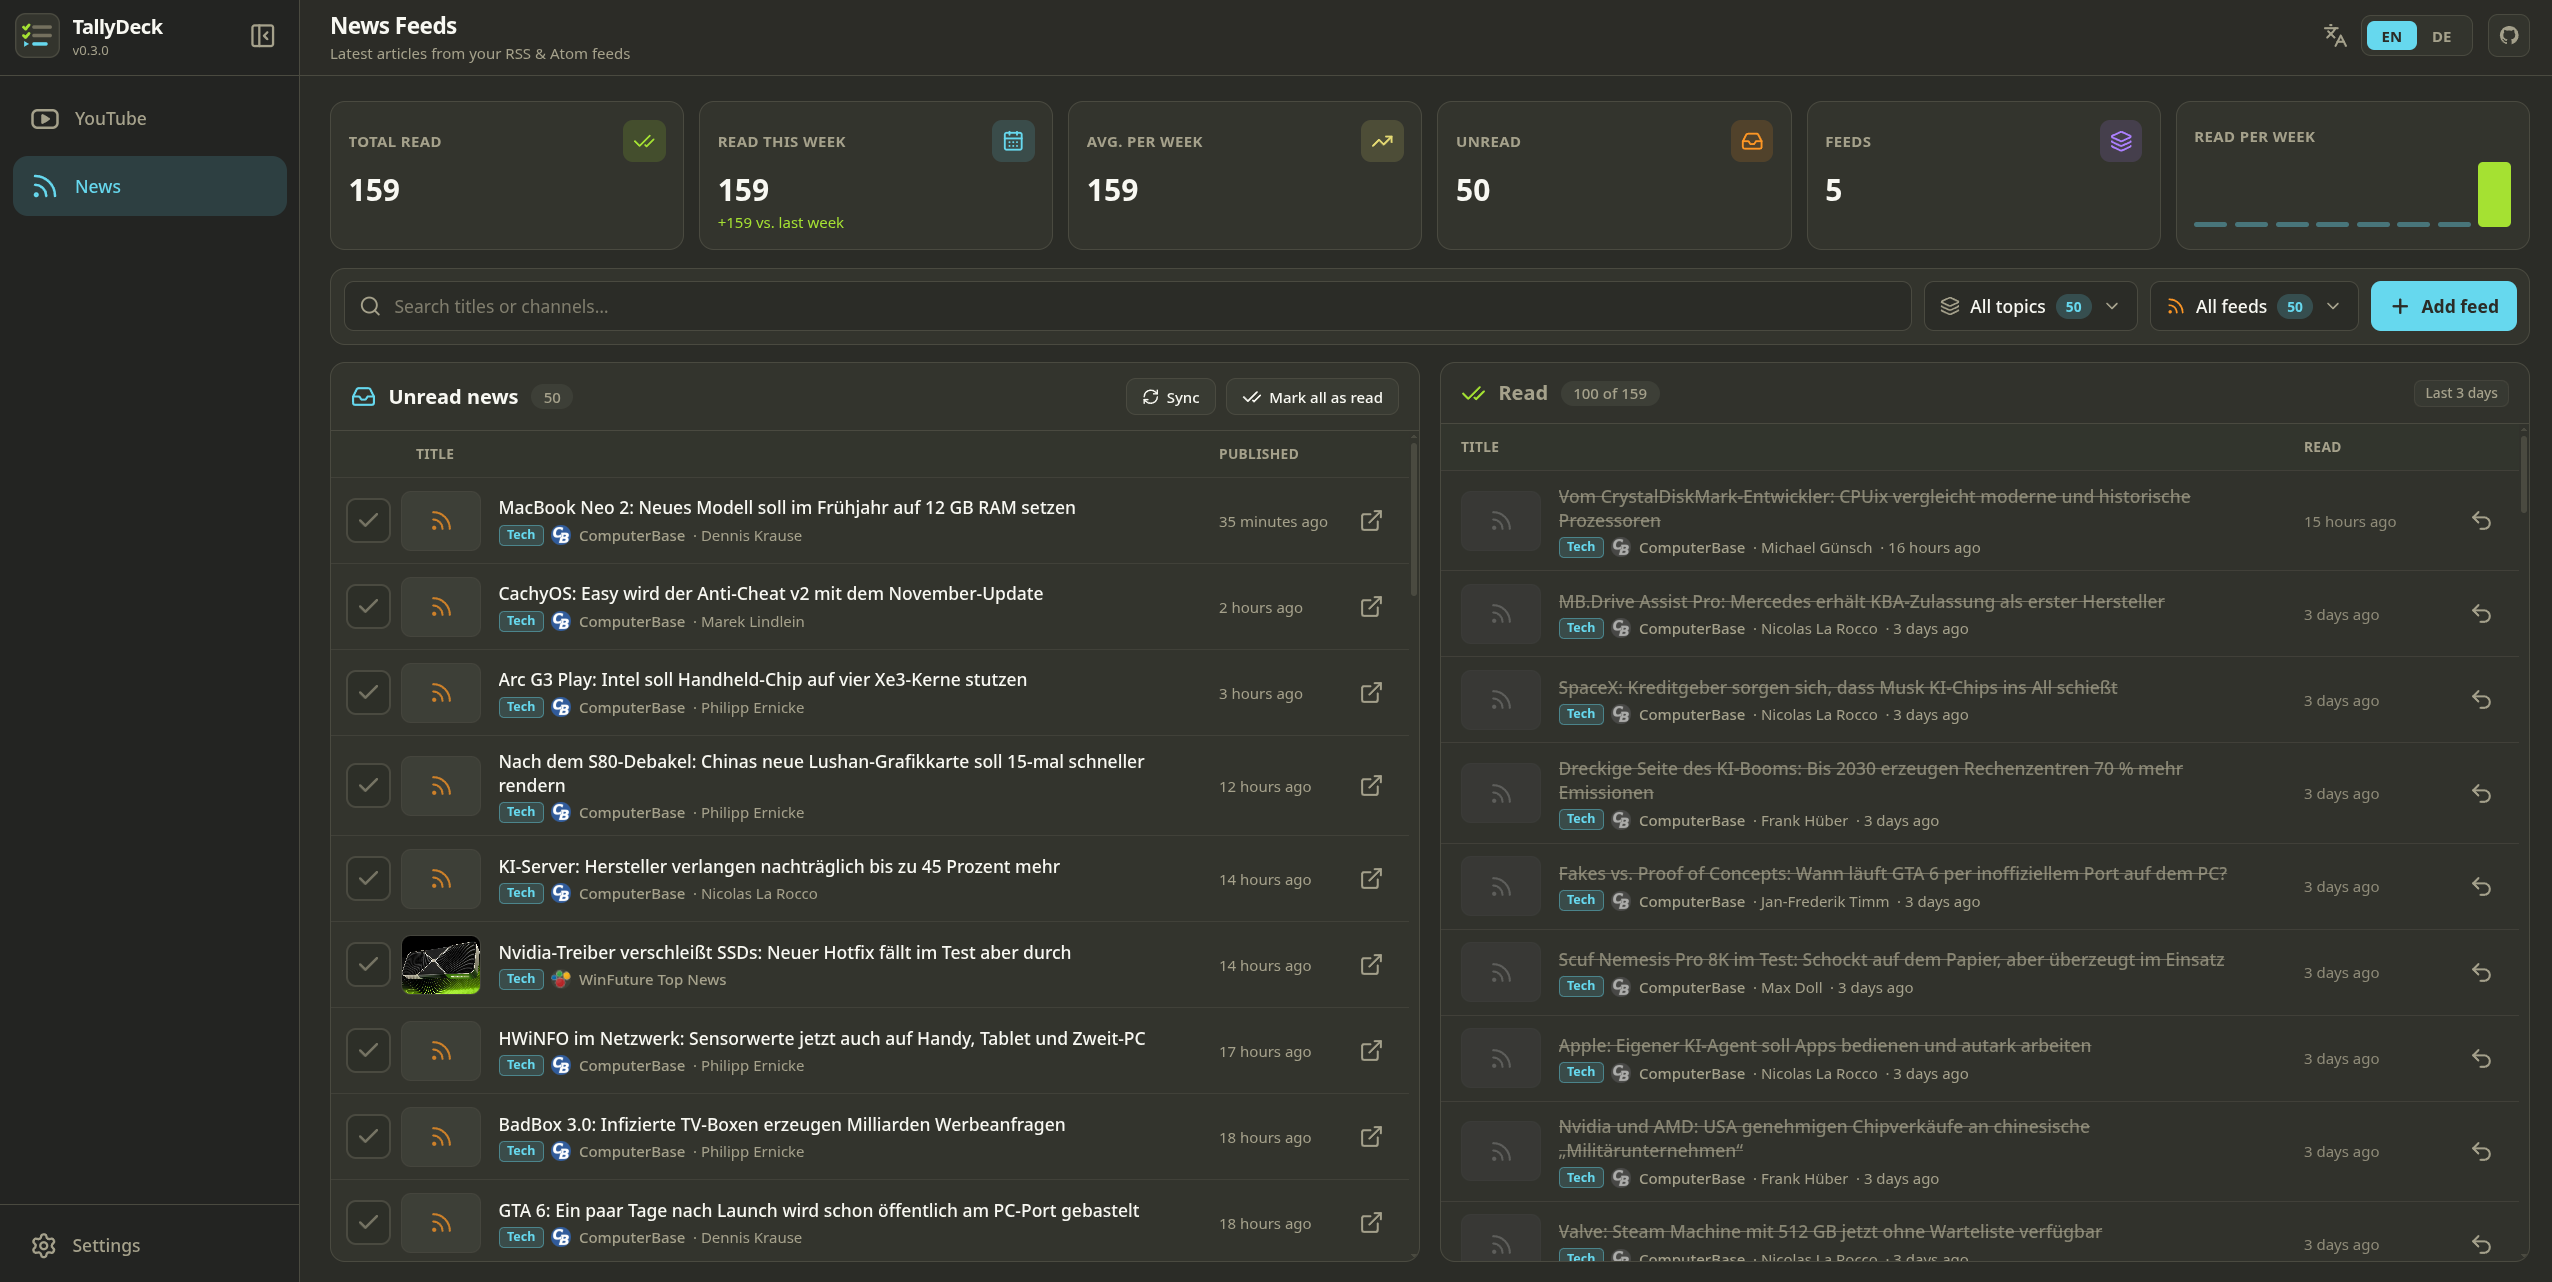 TallyDeck
v0.3.0
YouTube
News
Settings
News Feeds
Latest articles from your RSS & Atom feeds
EN
DE
TOTAL READ
159
READ THIS WEEK
159
+159 vs. last week
AVG. PER WEEK
159
UNREAD
50
FEEDS
5
READ PER WEEK
Search titles or channels...
All topics 50
All feeds 50
Add feed
Unread news 50
Sync
Mark all as read
TITLE PUBLISHED
MacBook Neo 2: Neues Modell soll im Frühjahr auf 12 GB RAM setzen
Tech ComputerBase · Dennis Krause
35 minutes ago
CachyOS: Easy wird der Anti-Cheat v2 mit dem November-Update
Tech ComputerBase · Marek Lindlein
2 hours ago
Arc G3 Play: Intel soll Handheld-Chip auf vier Xe3-Kerne stutzen
Tech ComputerBase · Philipp Ernicke
3 hours ago
Nach dem S80-Debakel: Chinas neue Lushan-Grafikkarte soll 15-mal schneller
rendern
Tech ComputerBase · Philipp Ernicke
12 hours ago
KI-Server: Hersteller verlangen nachträglich bis zu 45 Prozent mehr
Tech ComputerBase · Nicolas La Rocco
14 hours ago
Nvidia-Treiber verschleißt SSDs: Neuer Hotfix fällt im Test aber durch
Tech WinFuture Top News
14 hours ago
HWiNFO im Netzwerk: Sensorwerte jetzt auch auf Handy, Tablet und Zweit-PC
Tech ComputerBase · Philipp Ernicke
17 hours ago
BadBox 3.0: Infizierte TV-Boxen erzeugen Milliarden Werbeanfragen
Tech ComputerBase · Philipp Ernicke
18 hours ago
GTA 6: Ein paar Tage nach Launch wird schon öffentlich am PC-Port gebastelt
Tech ComputerBase · Dennis Krause
18 hours ago
Read 100 of 159
Last 3 days
TITLE READ
Vom CrystalDiskMark-Entwickler: CPUix vergleicht moderne und historische
Prozessoren
Tech ComputerBase · Michael Günsch · 16 hours ago
15 hours ago
MB.Drive Assist Pro: Mercedes erhält KBA-Zulassung als erster Hersteller
Tech ComputerBase · Nicolas La Rocco · 3 days ago
3 days ago
SpaceX: Kreditgeber sorgen sich, dass Musk KI-Chips ins All schießt
Tech ComputerBase · Nicolas La Rocco · 3 days ago
3 days ago
Dreckige Seite des KI-Booms: Bis 2030 erzeugen Rechenzentren 70 % mehr
Emissionen
Tech ComputerBase · Frank Hüber · 3 days ago
3 days ago
Fakes vs. Proof of Concepts: Wann läuft GTA 6 per inoffiziellem Port auf dem PC?
Tech ComputerBase · Jan-Frederik Timm · 3 days ago
3 days ago
Scuf Nemesis Pro 8K im Test: Schockt auf dem Papier, aber überzeugt im Einsatz
Tech ComputerBase · Max Doll · 3 days ago
3 days ago
Apple: Eigener KI-Agent soll Apps bedienen und autark arbeiten
Tech ComputerBase · Nicolas La Rocco · 3 days ago
3 days ago
Nvidia und AMD: USA genehmigen Chipverkäufe an chinesische
„Militärunternehmen“
Tech ComputerBase · Frank Hüber · 3 days ago
3 days ago
Valve: Steam Machine mit 512 GB jetzt ohne Warteliste verfügbar
Tech ComputerBase · Nicolas La Rocco · 3 days ago
3 days ago